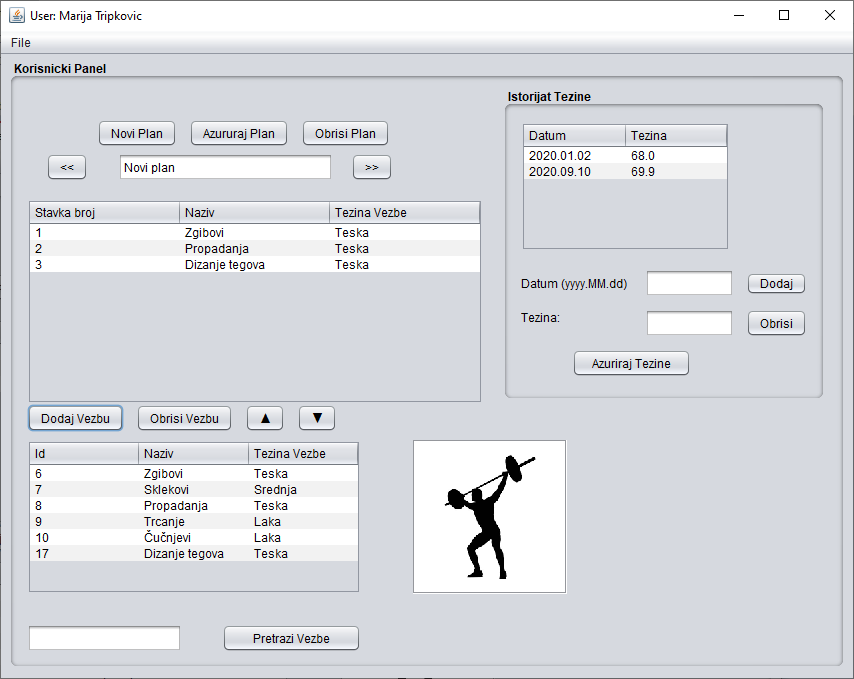 User: Marija Tripkovic
File
Korisnicki Panel
Novi Plan Azururaj Plan Obrisi Plan
<< Novi plan >>
Stavka broj Naziv Tezina Vezbe
1 Zgibovi Teska
2 Propadanja Teska
3 Dizanje tegova Teska
Dodaj Vezbu Obrisi Vezbu ▲ ▼
Id Naziv Tezina Vezbe
6 Zgibovi Teska
7 Sklekovi Srednja
8 Propadanja Teska
9 Trcanje Laka
10 Čučnjevi Laka
17 Dizanje tegova Teska
Pretrazi Vezbe
Istorijat Tezine
Datum Tezina
2020.01.02 68.0
2020.09.10 69.9
Datum (yyyy.MM.dd) Dodaj
Tezina: Obrisi
Azuriraj Tezine